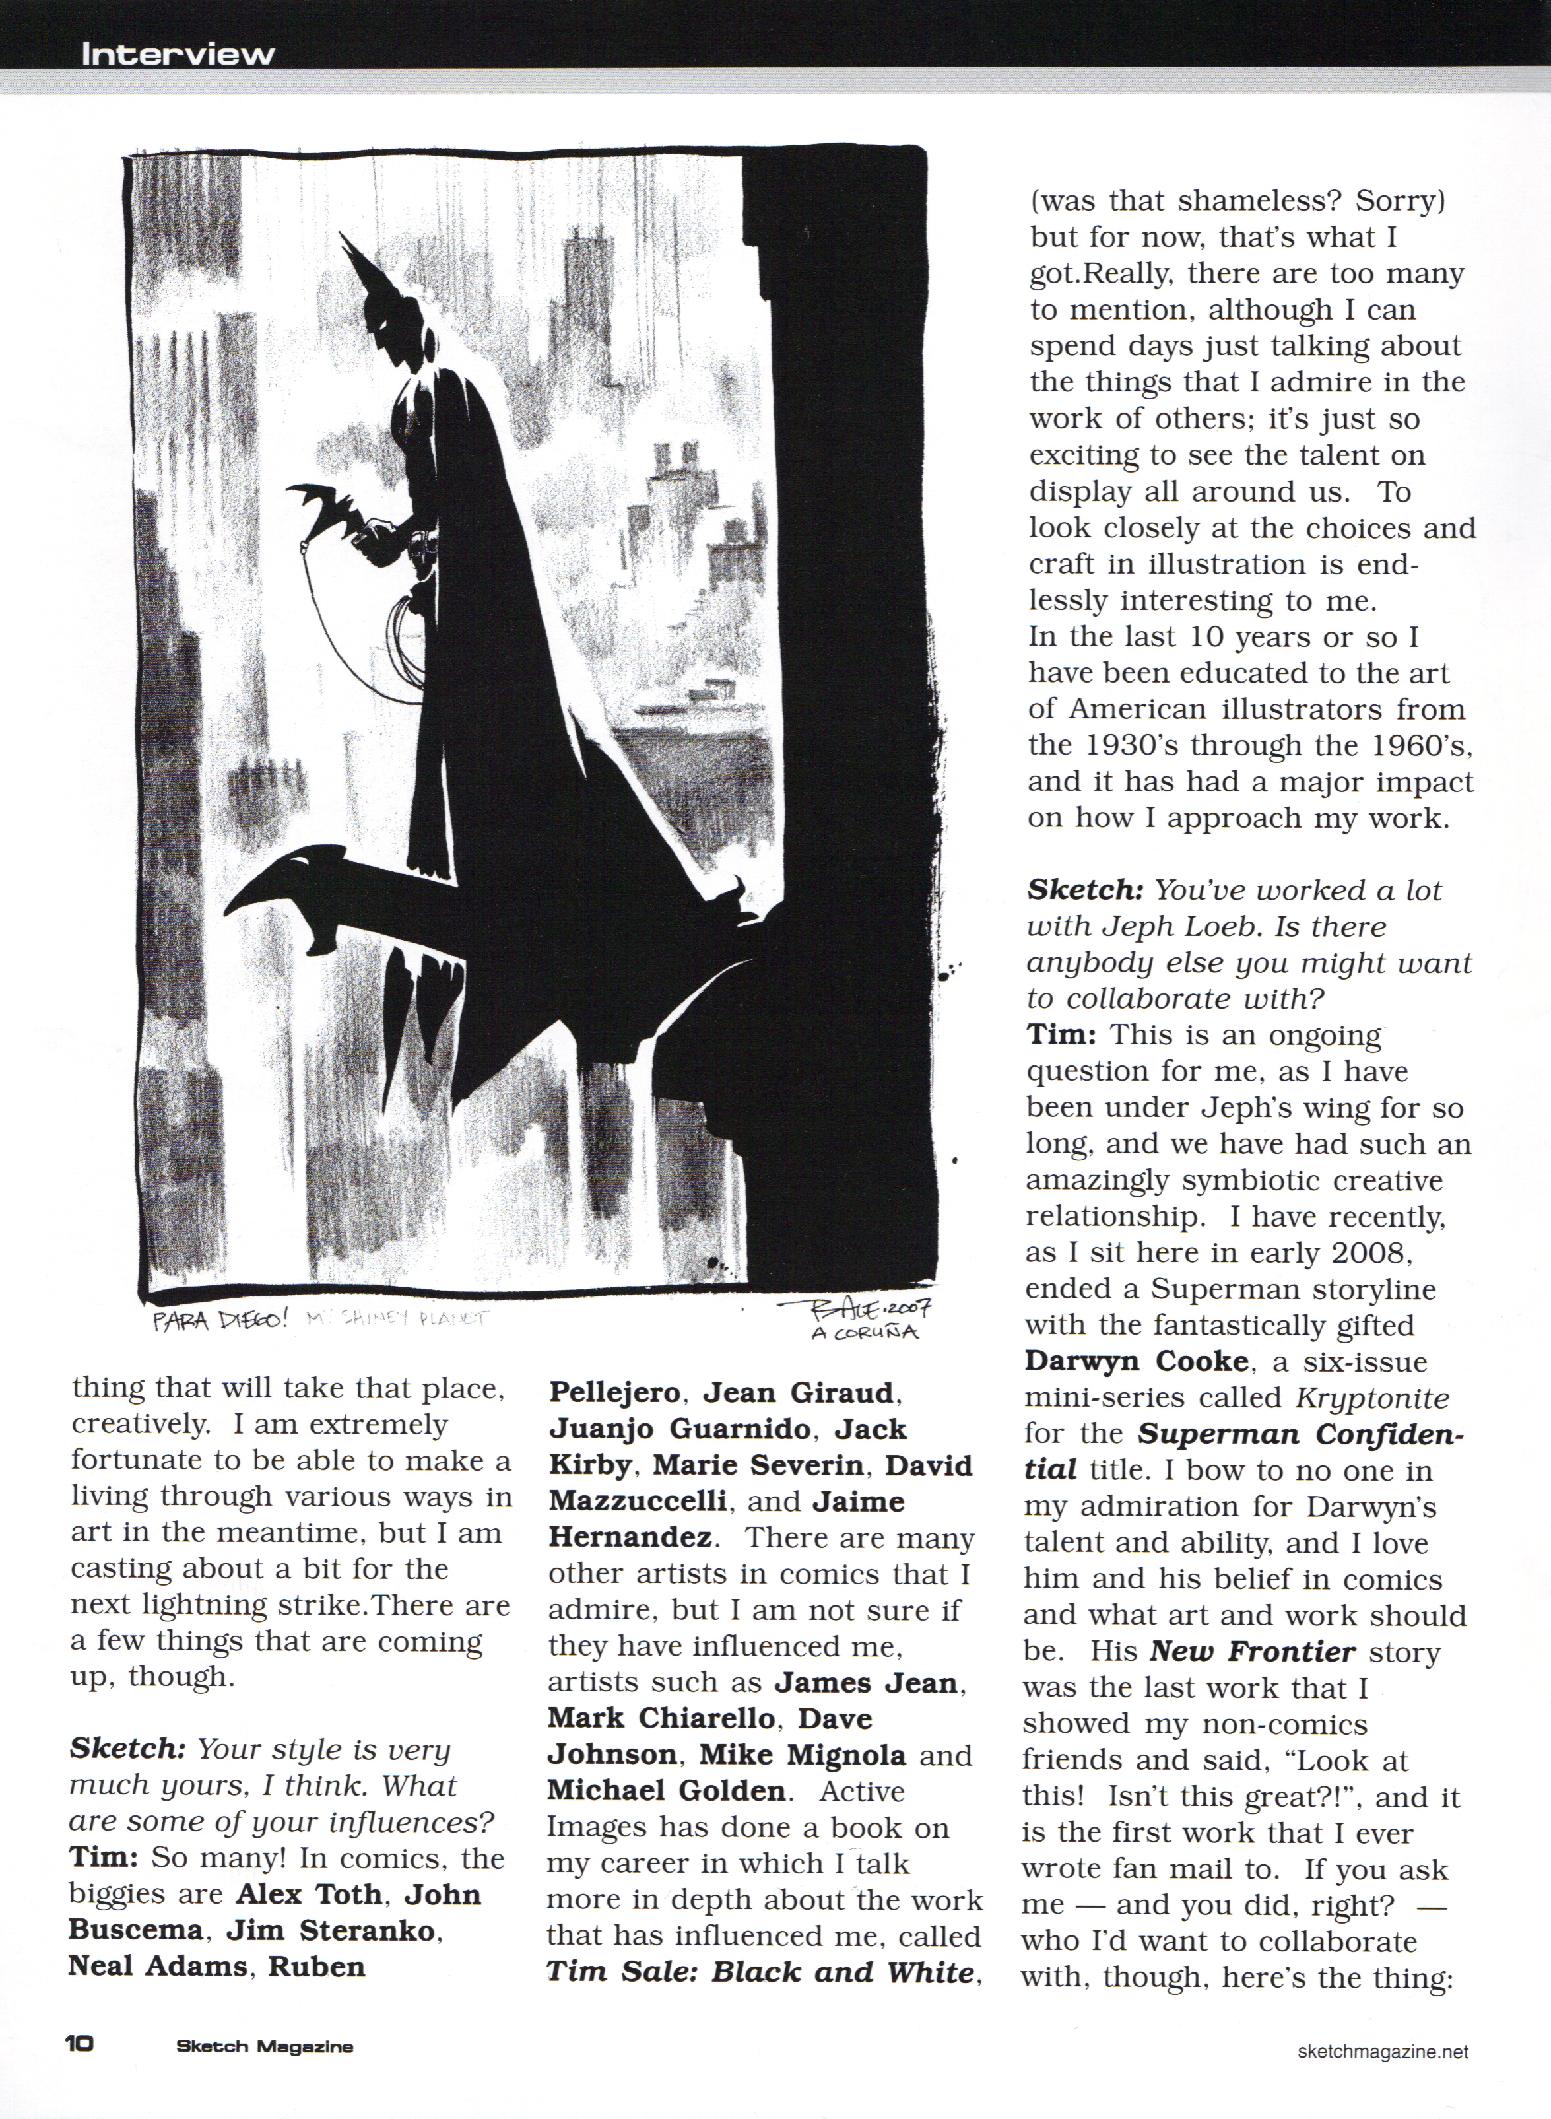 Interview
PARA DIEGO!
PLANET
2007
A CORUÑA
thing that will take that place,
creatively. I am extremely
fortunate to be able to make a
living through various ways in
art in the meantime, but I am
casting about a bit for the
next lightning strike.There are
a few things that are coming
up, though.
Sketch: Your style is very
much yours, I think. What
are some of your influences?
Tim: So many! In comics, the
biggies are Alex Toth, John
Buscema, Jim Steranko,
Neal Adams, Ruben
Pellejero, Jean Giraud,
Juanjo Guarnido, Jack
Kirby, Marie Severin, David
Mazzuccelli, and Jaime
Hernandez. There are many
other artists in comics that I
admire, but I am not sure if
they have influenced me,
artists such as James Jean,
Mark Chiarello, Dave
Johnson, Mike Mignola and
Michael Golden. Active
Images has done a book on
my career in which I talk
more in depth about the work
that has influenced me, called
Tim Sale: Black and White,
(was that shameless? Sorry)
but for now, that's what I
got.Really, there are too many
to mention, although I can
spend days just talking about
the things that I admire in the
work of others; it's just so
exciting to see the talent on
display all around us. To
look closely at the choices and
craft in illustration is end-
lessly interesting to me.
In the last 10 years or so I
have been educated to the art
of American illustrators from
the 1930's through the 1960's,
and it has had a major impact
on how I approach my work.
Sketch: You've worked a lot
with Jeph Loeb. Is there
anybody else you might want
to collaborate with?
Tim: This is an ongoing
question for me, as I have
been under Jeph's wing for so
long, and we have had such an
amazingly symbiotic creative
relationship. I have recently,
as I sit here in early 2008,
ended a Superman storyline
with the fantastically gifted
Darwyn Cooke, a six-issue
mini-series called Kryptonite
for the Superman Confiden-
tial title. I bow to no one in
my admiration for Darwyn's
talent and ability, and I love
him and his belief in comics
and what art and work should
be. His New Frontier story
was the last work that I
showed my non-comics
friends and said, “Look at
this! Isn't this great?!”, and it
is the first work that I ever
wrote fan mail to. If you ask
me — and you did, right? —
who I'd want to collaborate
with, though, here's the thing:
10 Sketch Magazine
sketchmagazine.net